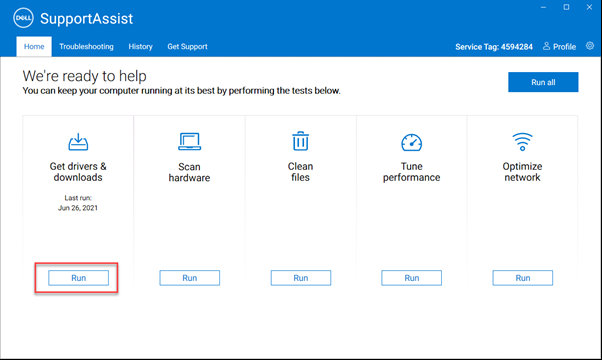 DELL SupportAssist
Home Troubleshooting History Get Support Service Tag: 4594284 Profile
We're ready to help
You can keep your computer running at its best by performing the tests below.
Run all
Get drivers &
downloads
Last run:
Jun 26, 2021
Run
Scan
hardware
Run
Clean
files
Run
Tune
performance
Run
Optimize
network
Run